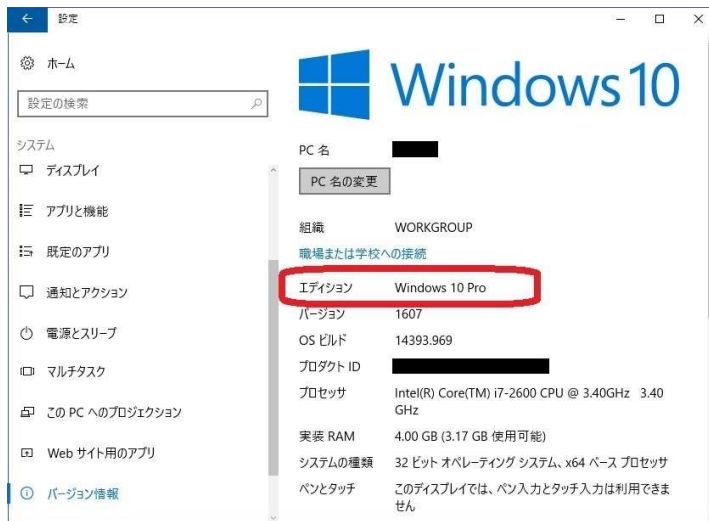 設定
ホーム
設定の検索
システム
ディスプレイ
アプリと機能
既定のアプリ
通知とアクション
電源とスリープ
マルチタスク
この PC へのプロジェクション
Web サイト用のアプリ
バージョン情報
Windows 10
PC 名
PC 名の変更
組織 WORKGROUP
職場または学校への接続
エディション Windows 10 Pro
バージョン 1607
OS ビルド 14393.969
プロダクト ID
プロセッサ Intel(R) Core(TM) i7-2600 CPU @ 3.40GHz 3.40
GHz
実装 RAM 4.00 GB (3.17 GB 使用可能)
システムの種類 32 ビット オペレーティング システム、x64 ベース プロセッサ
ペンとタッチ このディスプレイでは、ペン入力とタッチ入力は利用できま
せん